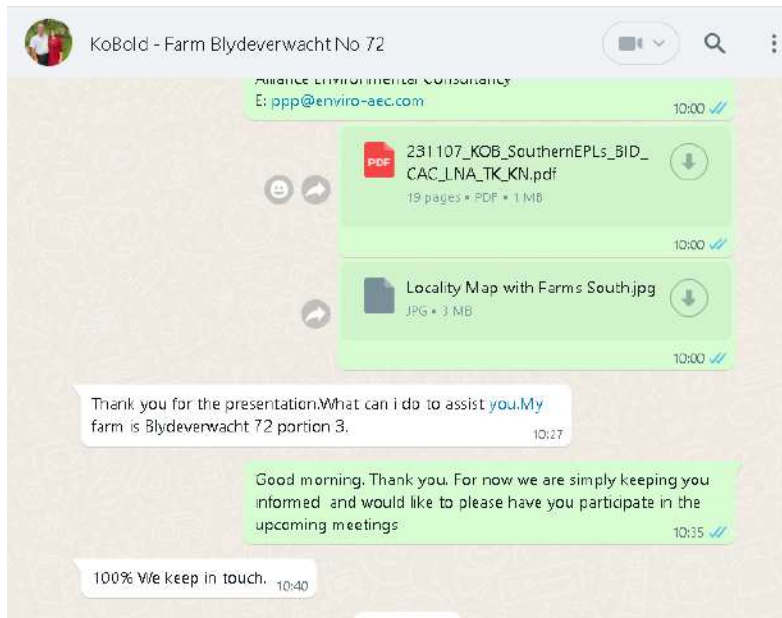 KoBold - Farm Blydeverwacht No 72
Alliance Environmental Consultancy
E: ppp@enviro-aec.com
10:00
PDF
231107_KOB_SouthernEPLs_BID_
CAC_LNA_TK_KN.pdf
19 pages • PDF • 1 MB
10:00
Locality Map with Farms South.jpg
JPG • 3 MB
10:00
Thank you for the presentation.What can i do to assist you.My
farm is Blydeverwacht 72 portion 3.
10:27
Good morning. Thank you. For now we are simply keeping you
informed and would like to please have you participate in the
upcoming meetings
10:35
100% We keep in touch.
10:40